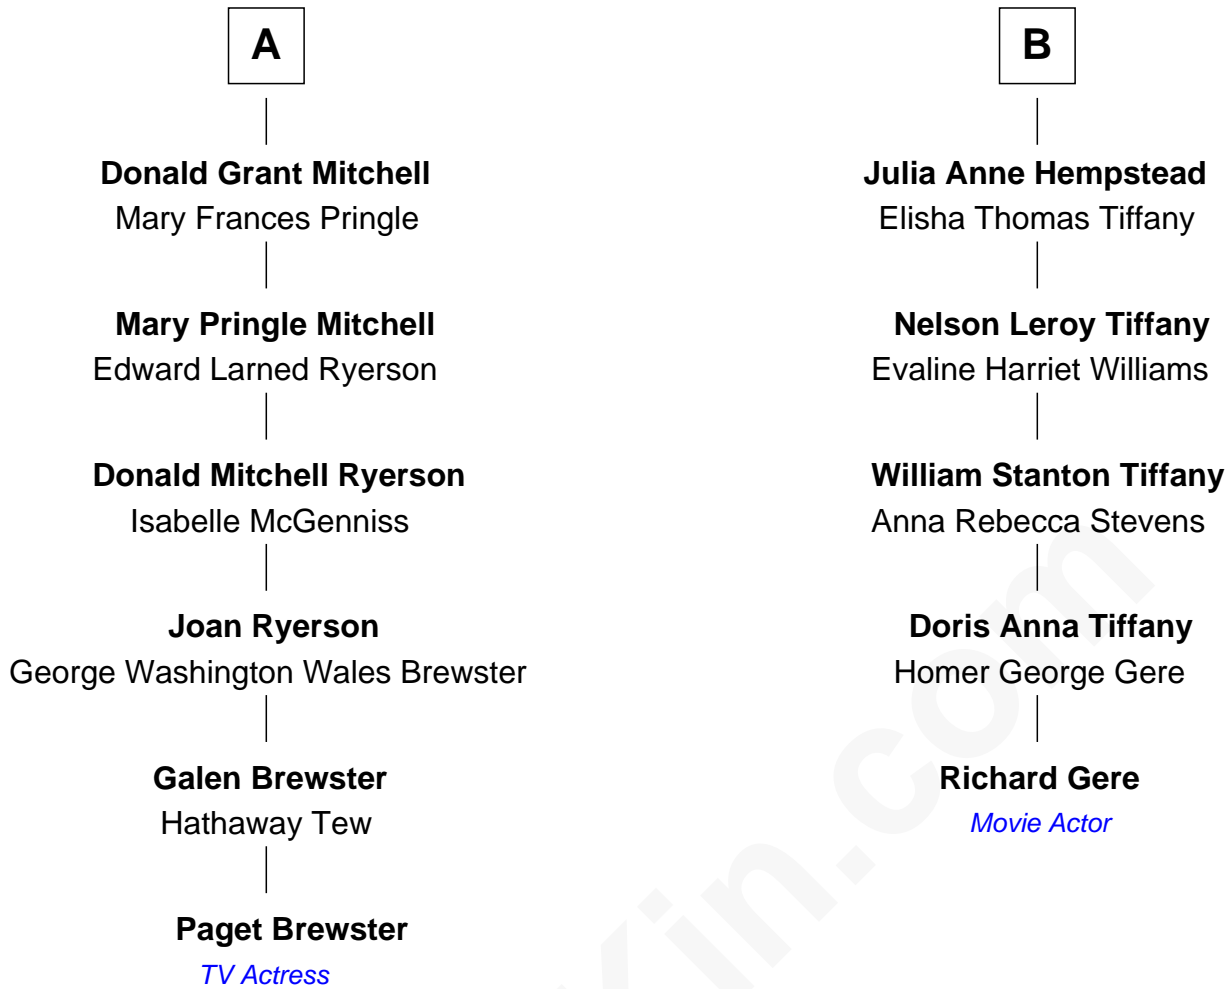 A
Donald Grant Mitchell
Mary Frances Pringle
Mary Pringle Mitchell
Edward Larned Ryerson
Donald Mitchell Ryerson
Isabelle McGenniss
Joan Ryerson
George Washington Wales Brewster
Galen Brewster
Hathaway Tew
Paget Brewster
TV Actress
B
Julia Anne Hempstead
Elisha Thomas Tiffany
Nelson Leroy Tiffany
Evaline Harriet Williams
William Stanton Tiffany
Anna Rebecca Stevens
Doris Anna Tiffany
Homer George Gere
Richard Gere
Movie Actor